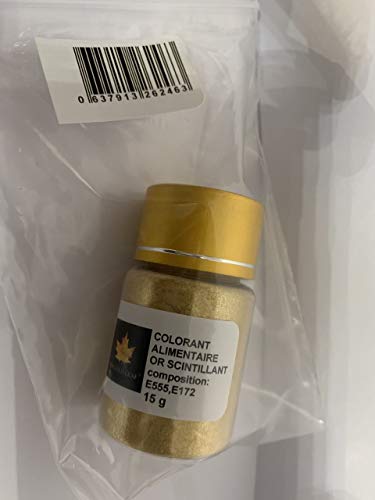 0 637913 262463
COLORANT
ALIMENTAIRE
OR SCINTILLANT
composition:
E555,E172
15 g